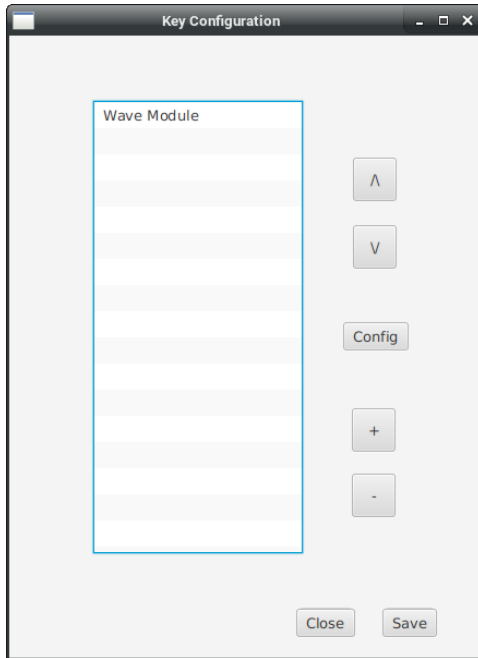 Key Configuration
Wave Module
/\
\/
Config
+
-
Close
Save